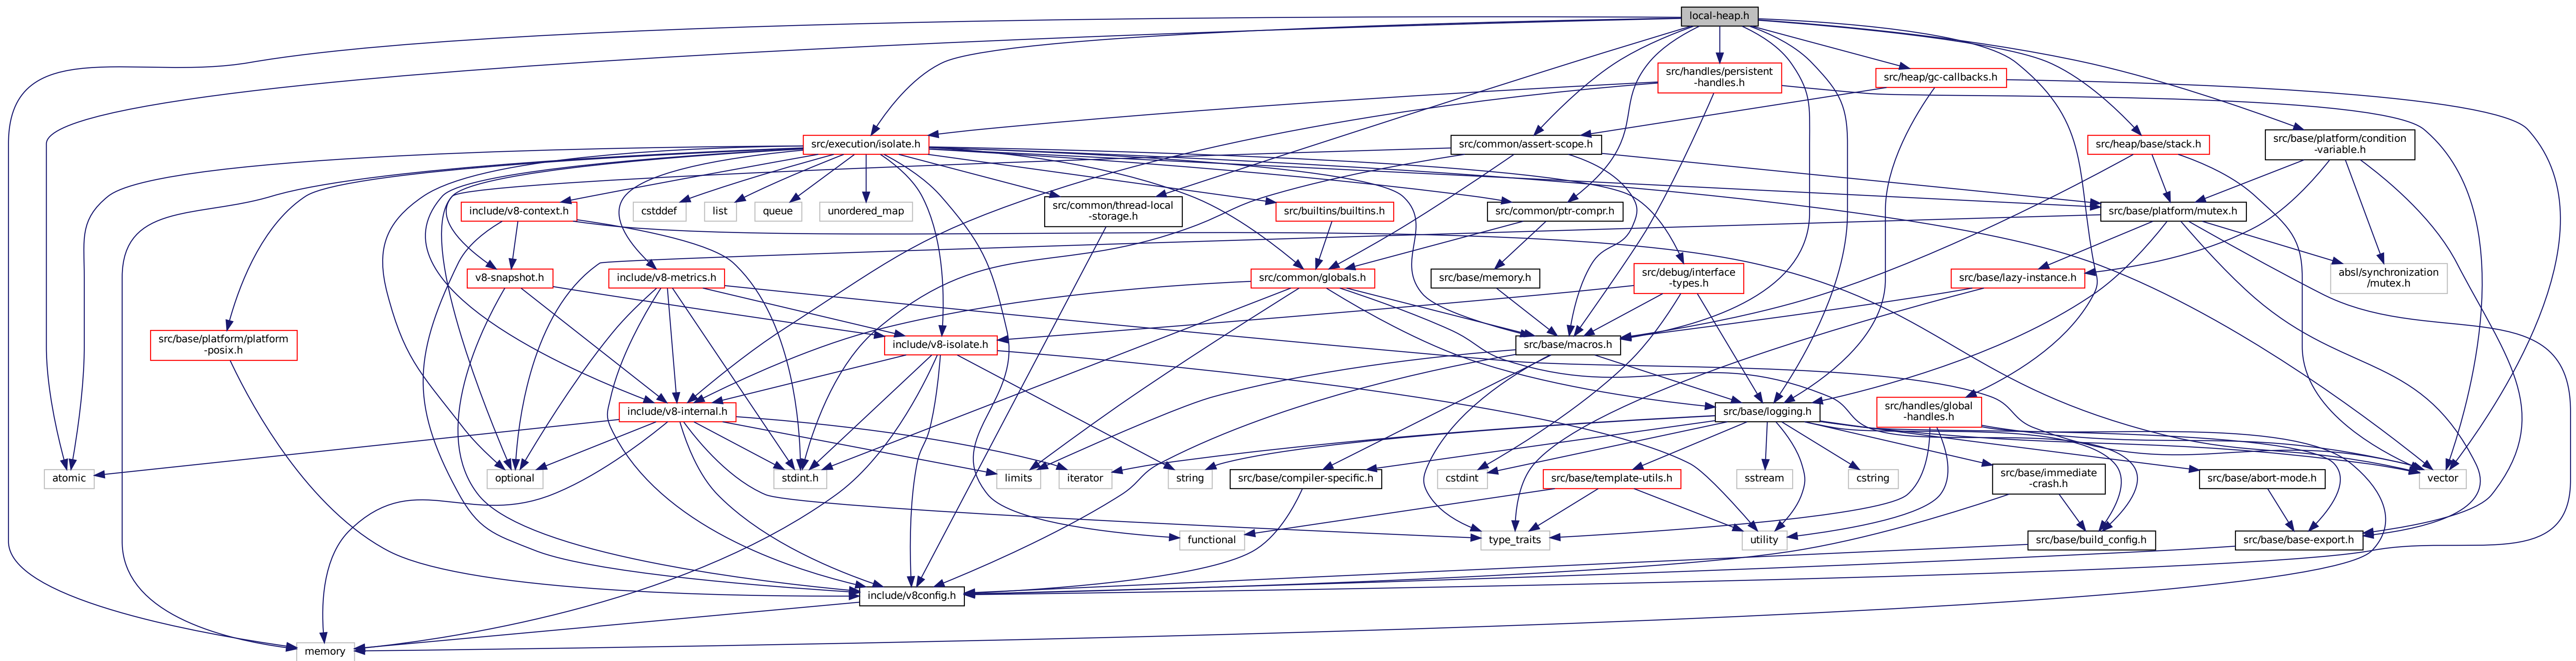 local-heap.h
src/handles/persistent
-handles.h
src/heap/gc-callbacks.h
src/execution/isolate.h
src/common/assert-scope.h
src/heap/base/stack.h
src/base/platform/condition
-variable.h
include/v8-context.h
cstddef
list
queue
unordered_map
src/common/thread-local
-storage.h
src/builtins/builtins.h
src/common/ptr-compr.h
src/base/platform/mutex.h
v8-snapshot.h
include/v8-metrics.h
src/common/globals.h
src/base/memory.h
src/debug/interface
-types.h
src/base/lazy-instance.h
absl/synchronization
/mutex.h
src/base/platform/platform
-posix.h
include/v8-isolate.h
src/base/macros.h
include/v8-internal.h
src/base/logging.h
src/handles/global
-handles.h
atomic
optional
stdint.h
limits
iterator
string
src/base/compiler-specific.h
cstdint
src/base/template-utils.h
sstream
cstring
src/base/immediate
-crash.h
src/base/abort-mode.h
vector
functional
type_traits
utility
src/base/build_config.h
src/base/base-export.h
include/v8config.h
memory